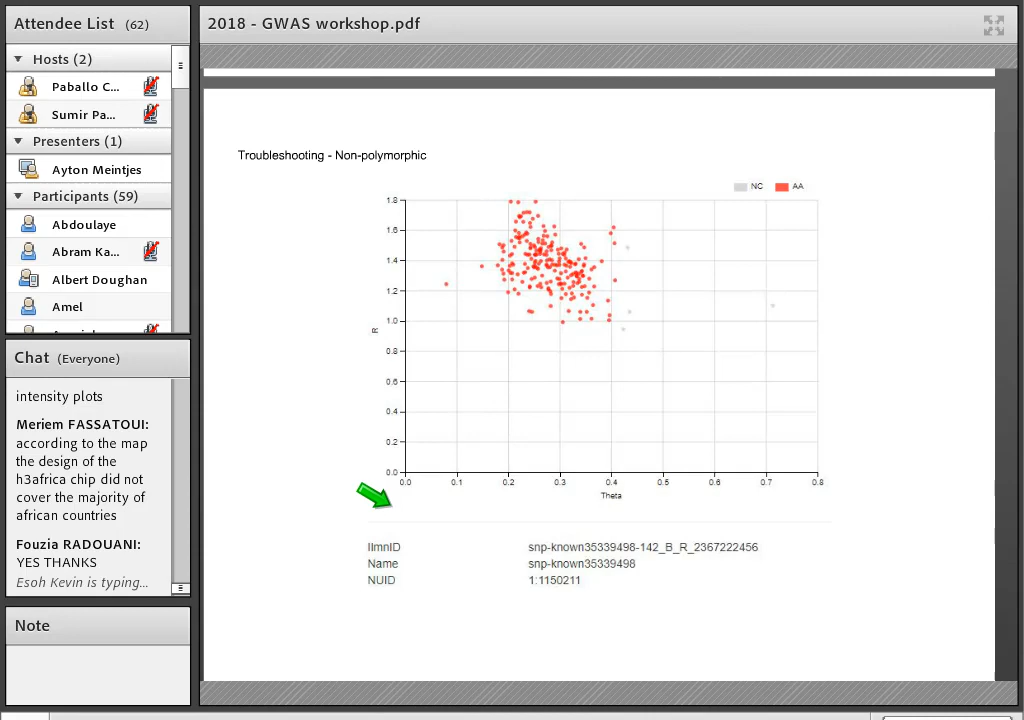 Attendee List (62)
Hosts (2)
Paballo C...
Sumir Pa...
Presenters (1)
Ayton Meintjes
Participants (59)
Abdoulaye
Abram Ka...
Albert Doughan
Amel
Chat (Everyone)
intensity plots
Meriem FASSATOUI:
according to the map
the design of the
h3africa chip did not
cover the majority of
african countries
Fouzia RADOUANI:
YES THANKS
Esoh Kevin is typing...
Note
2018 - GWAS workshop.pdf
Troubleshooting - Non-polymorphic
NC AA
1.8
1.6
1.4
1.2
1.0
R
0.8
0.6
0.4
0.2
0.0
0.0 0.1 0.2 0.3 0.4 0.5 0.6 0.7 0.8
Theta
IlmnID snp-known35339498-142_B_R_2367222456
Name snp-known35339498
NUID 1:1150211